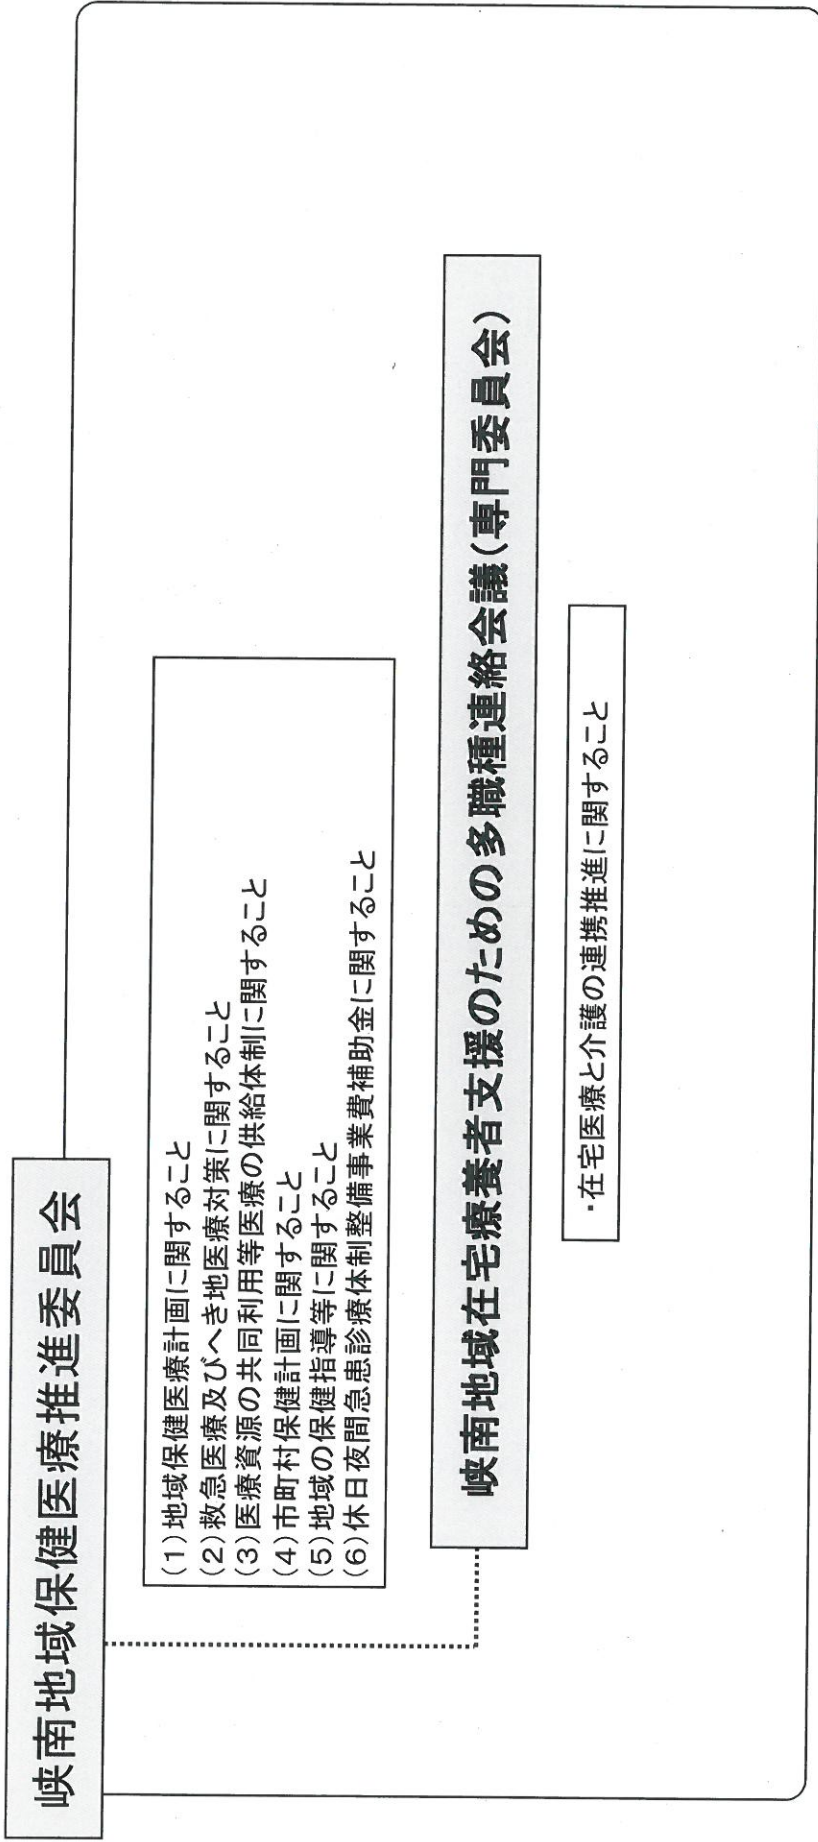 峡南地域保健医療推進委員会
(1)地域保健医療計画に関すること
(2)救急医療及びへき地医療対策に関すること
(3)医療資源の共同利用等医療の供給体制に関すること
(4)市町村保健計画に関すること
(5)地域の保健指導等に関すること
(6)休日夜間急患診療体制整備事業費補助金に関すること
峡南地域在宅療養者支援のための多職種連絡会議(専門委員会)
・在宅医療と介護の連携推進に関すること